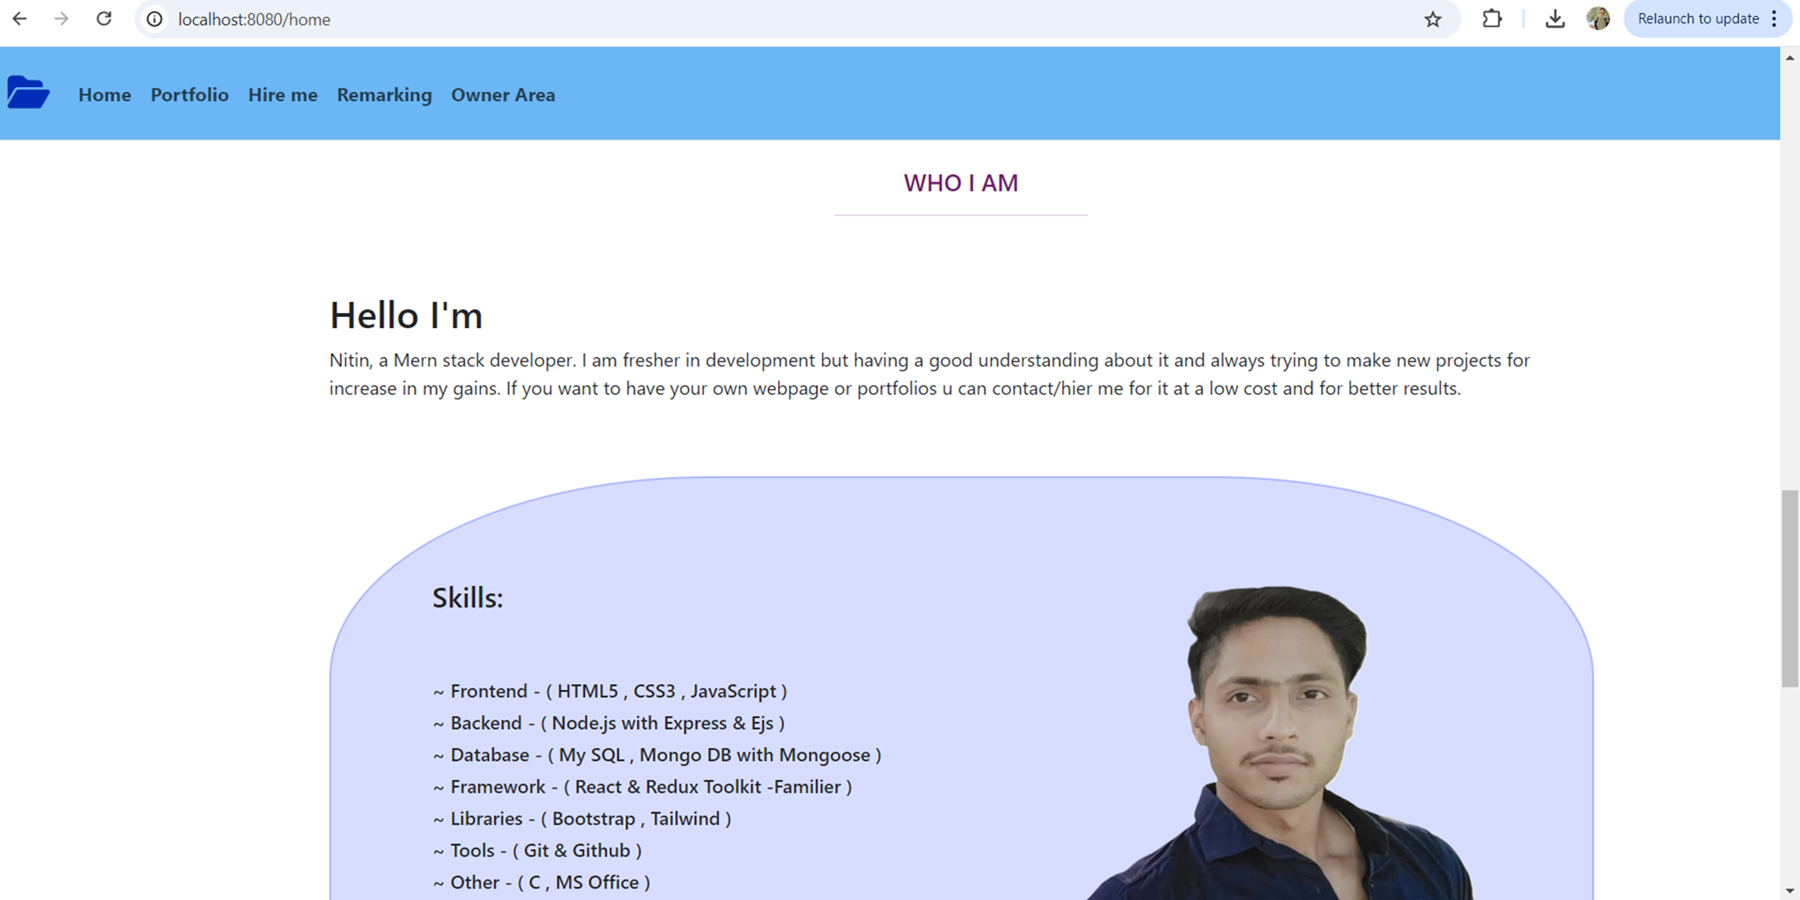 localhost:8080/home
Relaunch to update
Home Portfolio Hire me Remarking Owner Area
WHO I AM
Hello I'm
Nitin, a Mern stack developer. I am fresher in development but having a good understanding about it and always trying to make new projects for
increase in my gains. If you want to have your own webpage or portfolios u can contact/hier me for it at a low cost and for better results.
Skills:
~ Frontend - ( HTML5 , CSS3 , JavaScript )
~ Backend - ( Node.js with Express & Ejs )
~ Database - ( My SQL , Mongo DB with Mongoose )
~ Framework - ( React & Redux Toolkit -Familier )
~ Libraries - ( Bootstrap , Tailwind )
~ Tools - ( Git & Github )
~ Other - ( C , MS Office )